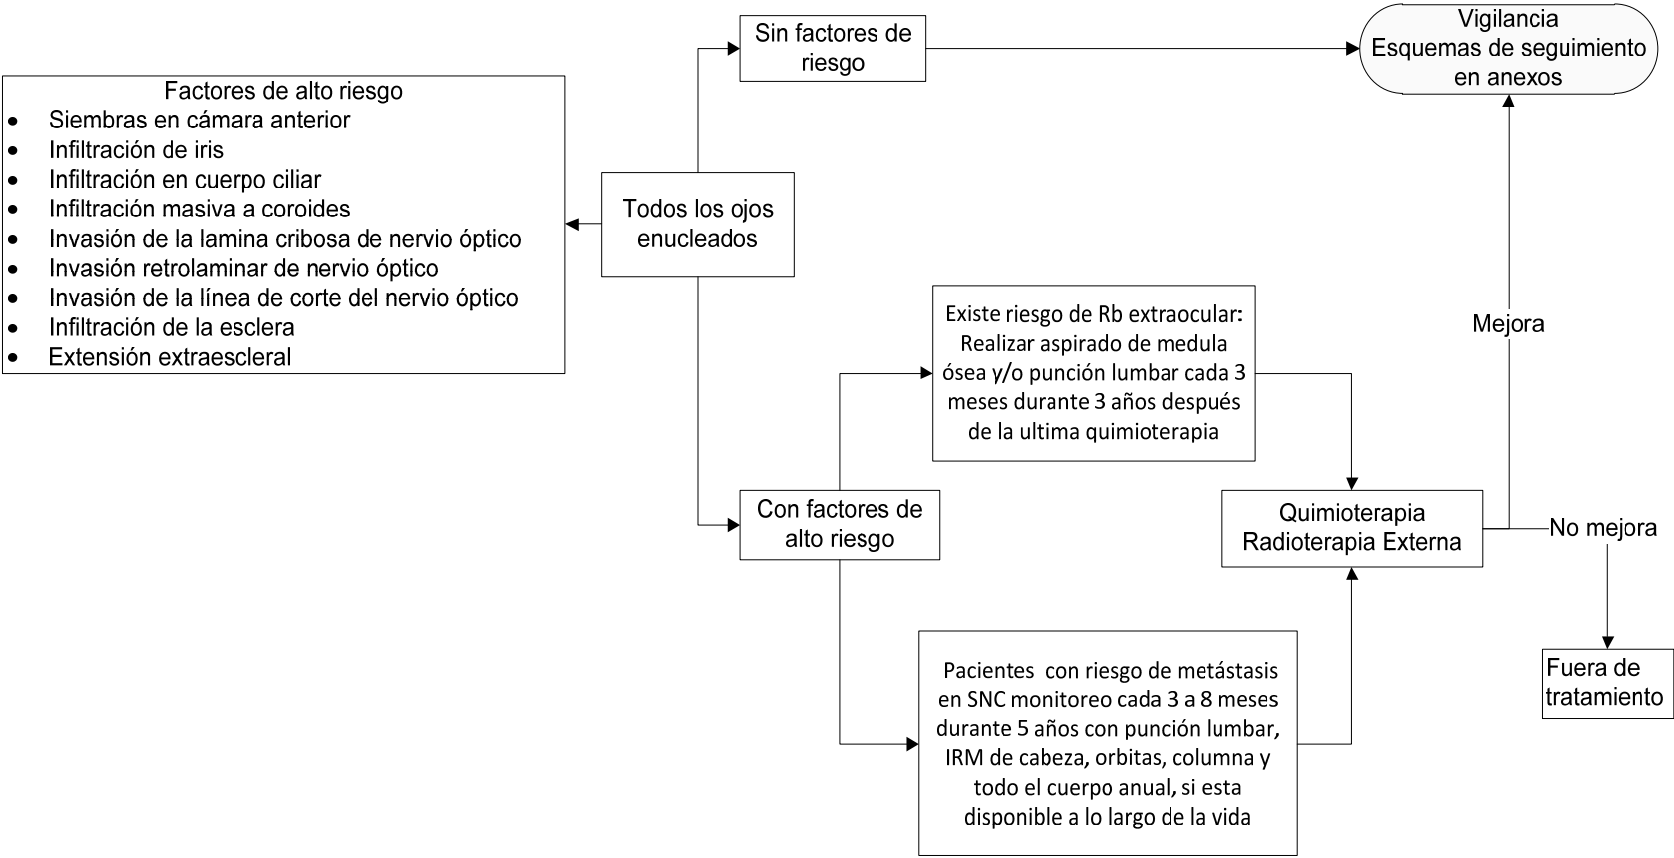 Sin factores de
riesgo
Vigilancia
Esquemas de seguimiento
en anexos
Factores de alto riesgo
• Siembras en cámara anterior
• Infiltración de iris
• Infiltración en cuerpo ciliar
• Infiltración masiva a coroides
• Invasión de la lamina cribosa de nervio óptico
• Invasión retrolaminar de nervio óptico
• Invasión de la línea de corte del nervio óptico
• Infiltración de la esclera
• Extensión extraescleral
Todos los ojos
enucleados
Existe riesgo de Rb extraocular:
Realizar aspirado de medula
ósea y/o punción lumbar cada 3
meses durante 3 años después
de la ultima quimioterapia
Mejora
Con factores de
alto riesgo
Quimioterapia
Radioterapia Externa
No mejora
Pacientes con riesgo de metástasis
en SNC monitoreo cada 3 a 8 meses
durante 5 años con punción lumbar,
IRM de cabeza, orbitas, columna y
todo el cuerpo anual, si esta
disponible a lo largo de la vida
Fuera de
tratamiento